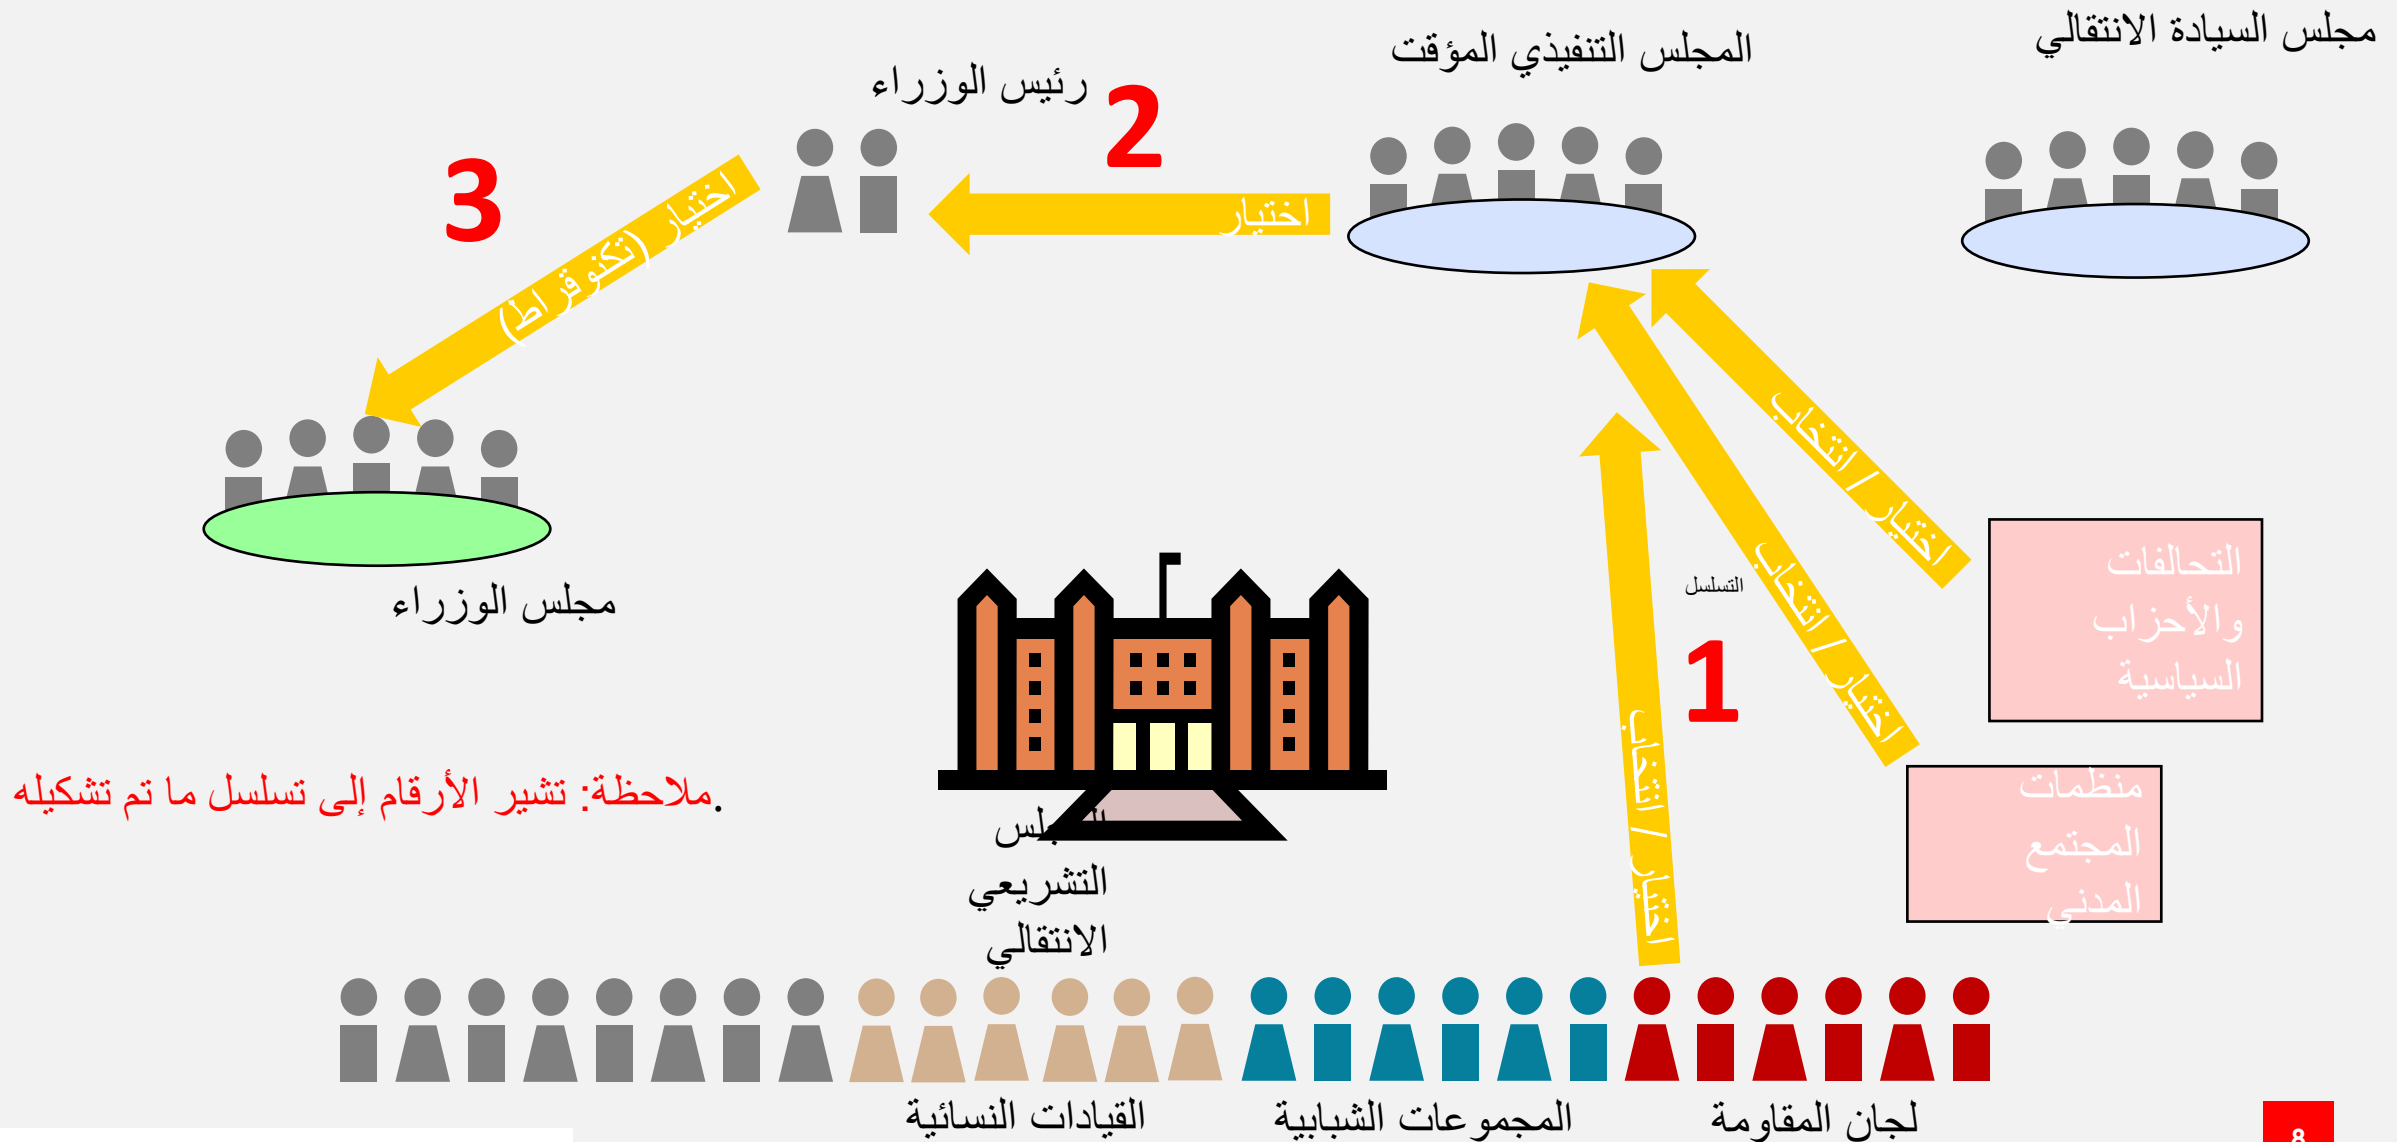 مجلس السيادة الانتقالي
المجلس التنفيذي المؤقت
رئيس الوزراء
2
3
اختيار
اختيار (تكنوقراط)
اختيار / انتخاب
اختيار / انتخاب
اختيار / انتخاب
التسلسل
1
التحالفات
والأحزاب
السياسية
منظمات
المجتمع
المدني
مجلس الوزراء
ملاحظة: تشير الأرقام إلى تسلسل ما تم تشكيله.
المجلس
التشريعي
الانتقالي
لجان المقاومة
المجموعات الشبابية
القيادات النسائية
8